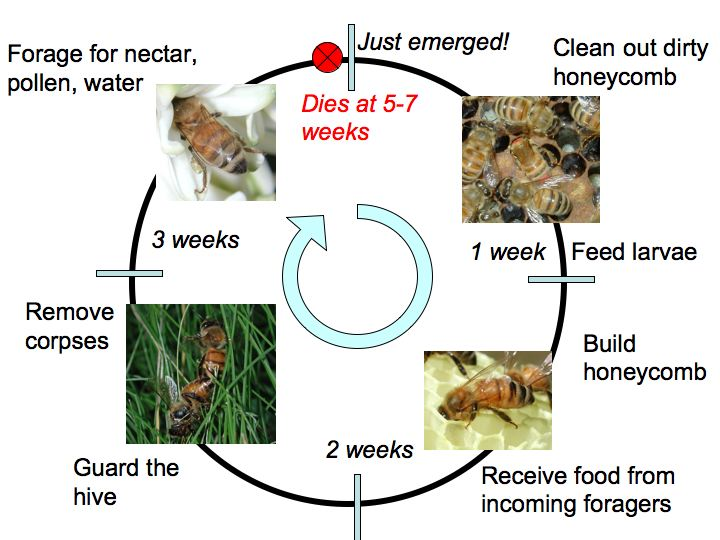 Just emerged!
Clean out dirty
honeycomb
1 week
Feed larvae
Build
honeycomb
Receive food from
incoming foragers
2 weeks
Guard the
hive
Remove
corpses
3 weeks
Forage for nectar,
pollen, water
Dies at 5-7
weeks